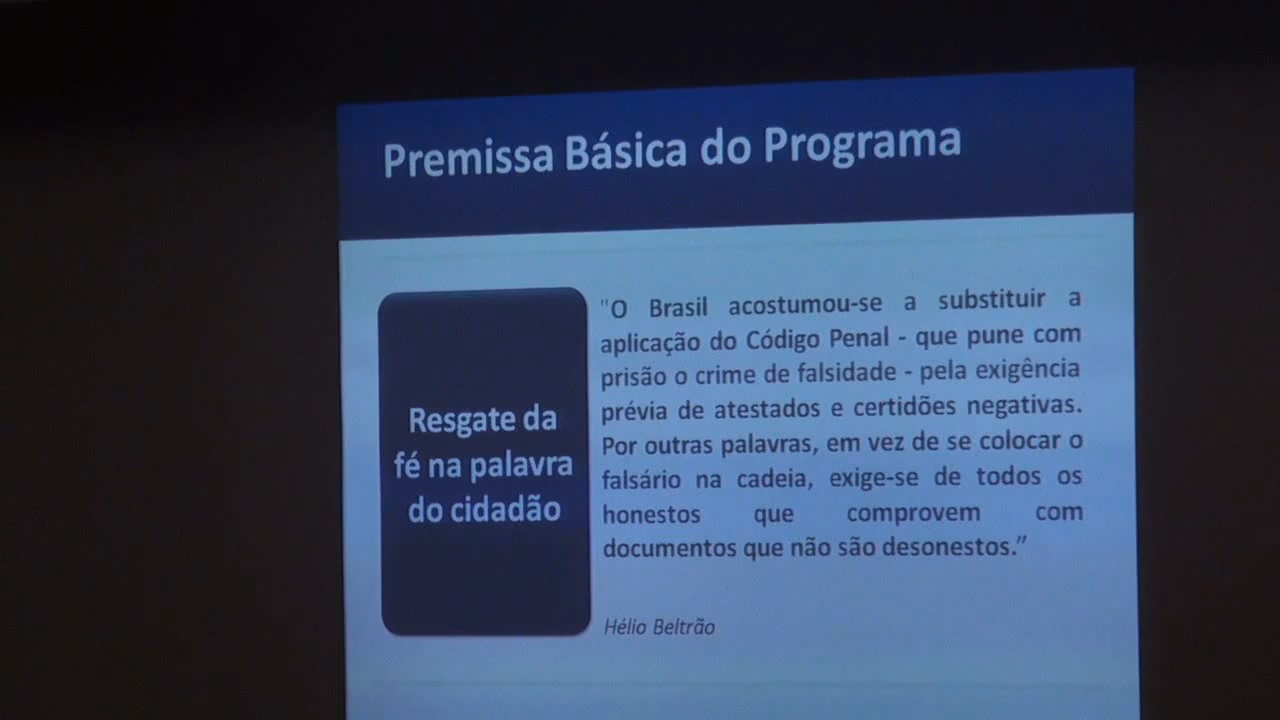 Premissa Básica do Programa
Resgate da
fé na palavra
do cidadão
"O Brasil acostumou-se a substituir a
aplicação do Código Penal - que pune com
prisão o crime de falsidade - pela exigência
prévia de atestados e certidões negativas.
Por outras palavras, em vez de se colocar o
falsário na cadeia, exige-se de todos os
honestos que comprovem com
documentos que não são desonestos.”
Hélio Beltrão